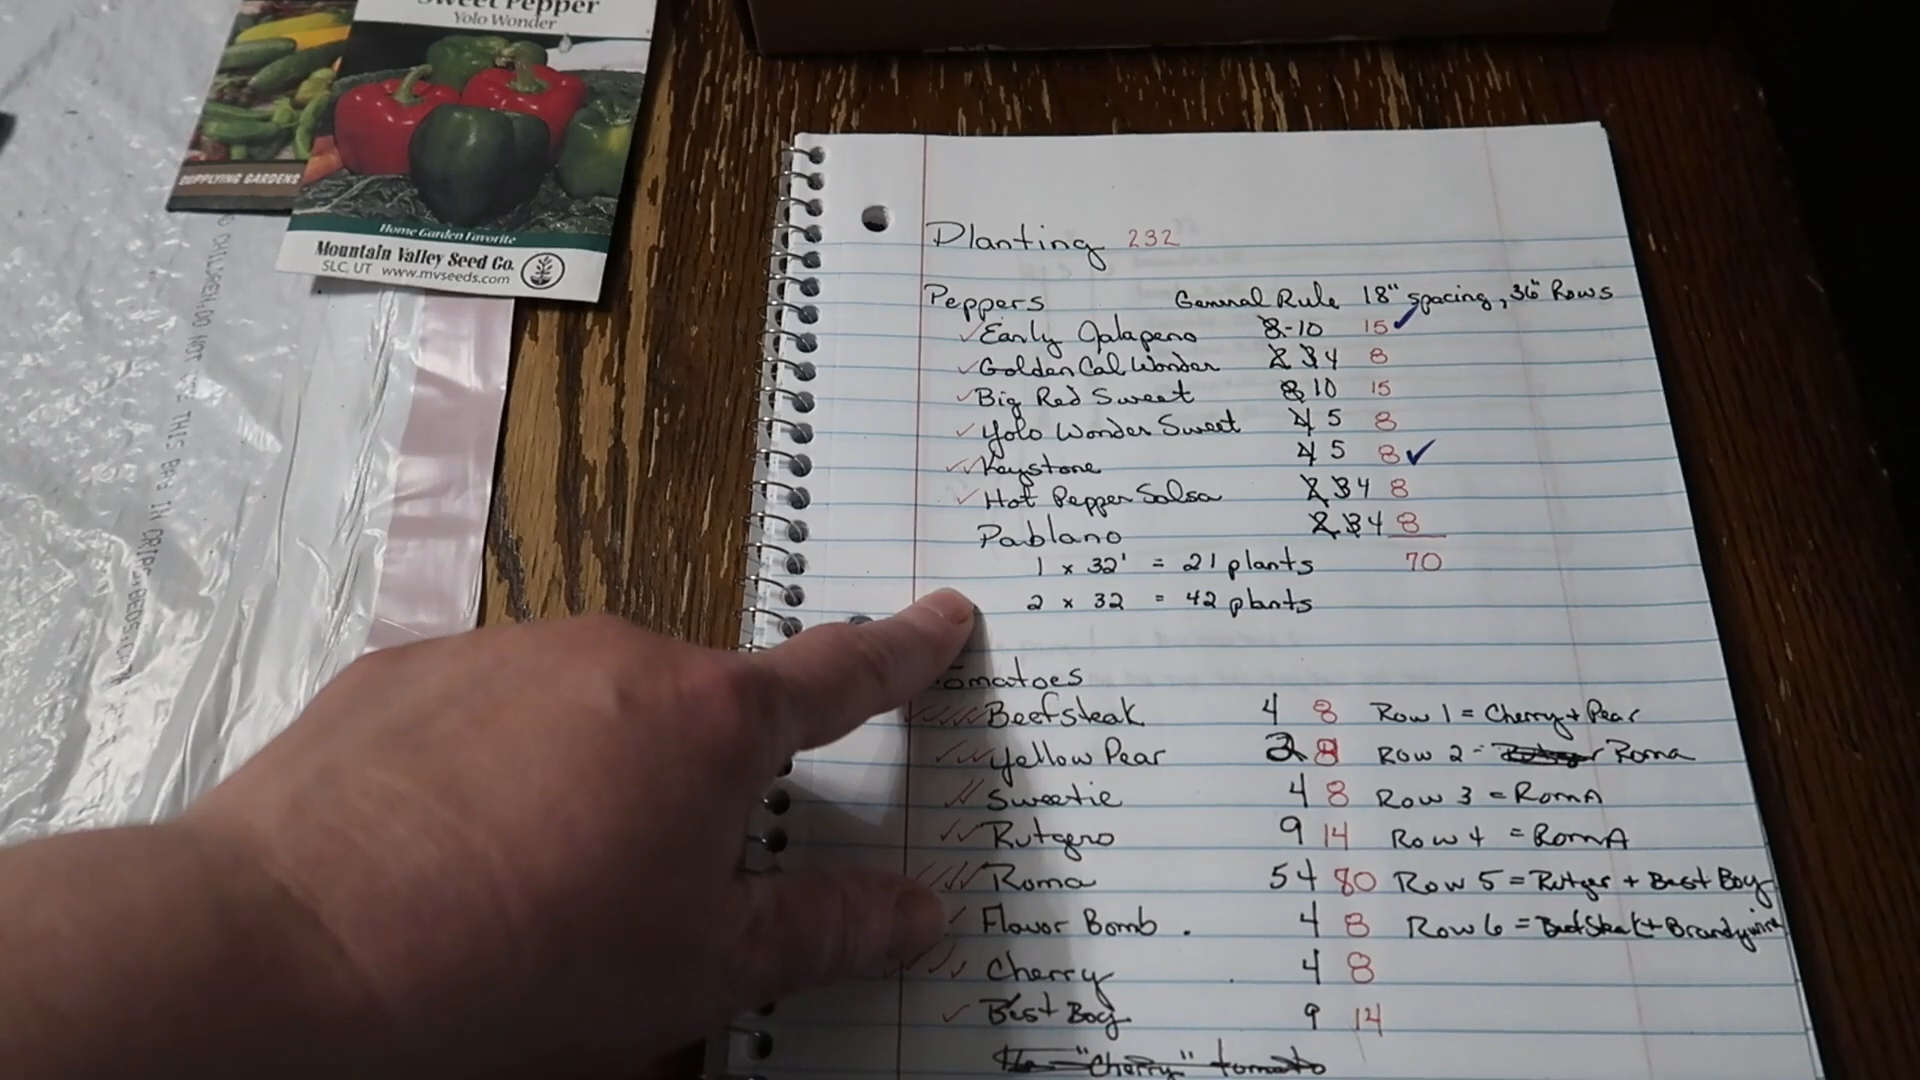 Sweet Pepper
Yolo Wonder
SUPPLYING GARDENS
Home Garden Favorite
Mountain Valley Seed Co.
SLC, UT www.mvseeds.com
Planting 232
Peppers General Rule 18" spacing, 36" Rows
✓ Early Jalapeno 8-10 15 ✓
✓ Golden Cal Wonder 2 3 4 8
✓ Big Red Sweet 8 10 15
✓ Yolo Wonder Sweet 4 5 8
✓✓ Keystone 4 5 8 ✓
✓ Hot Pepper Salsa 2 3 4 8
Pablano 2 3 4 8
1 x 32' = 21 plants 70
2 x 32 = 42 plants
Tomatoes
Beefsteak 4 8 Row 1 = Cherry + Pear
Yellow Pear 8 Row 2 = Roma
Sweetie 4 8 Row 3 = RomA
Rutgers 9 14 Row 4 = RomA
Roma 54 80 Row 5 = Rutger + Best Boy
Flavor Bomb . 4 8 Row 6 = BeefSteak + Brandywine
Cherry 4 8
Best Boy 9 14
"Cherry" tomato